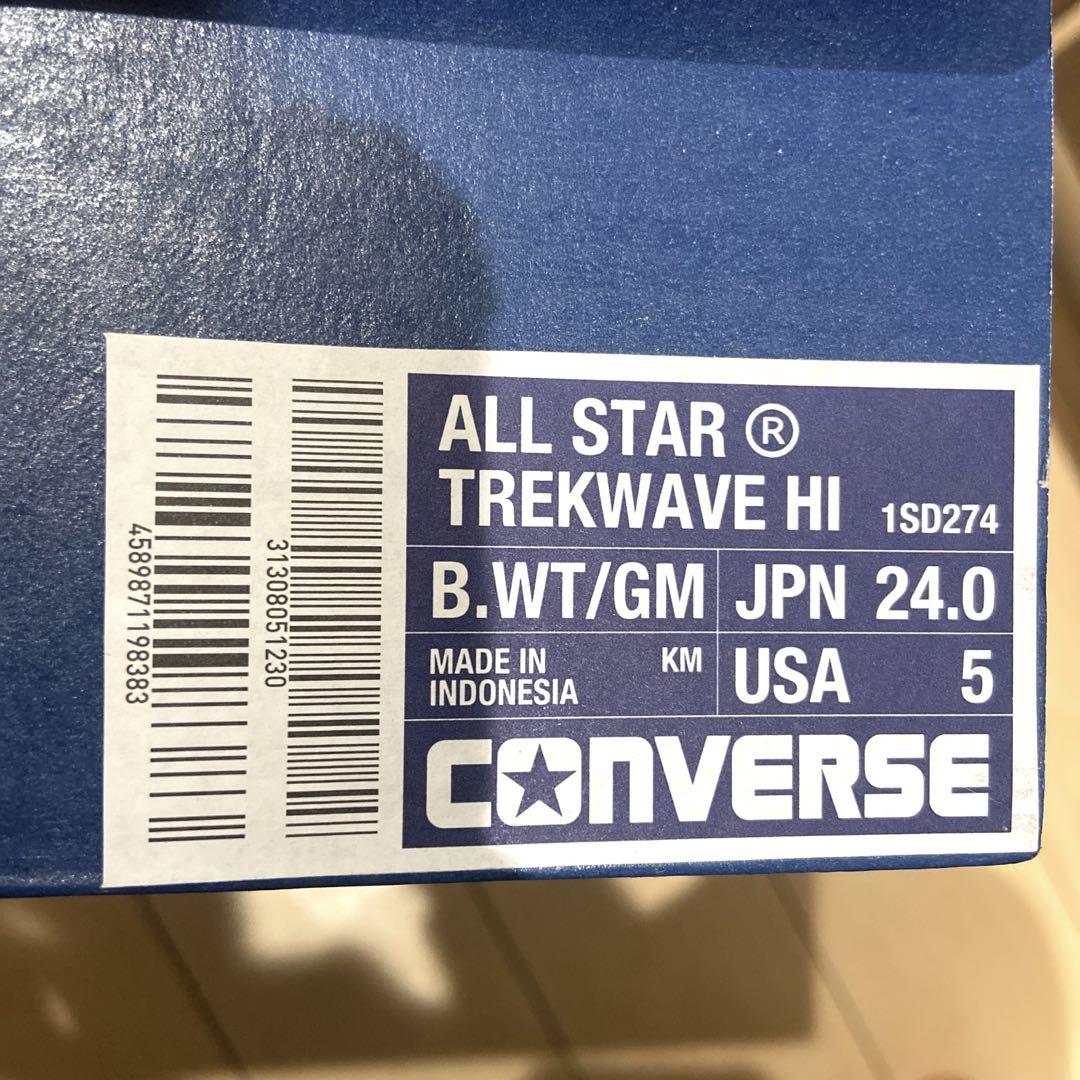 ALL STAR ®
TREKWAVE HI 1SD274
B.WT/GM JPN 24.0
MADE IN INDONESIA KM USA 5
CONVERSE
31308051230
4589871198383